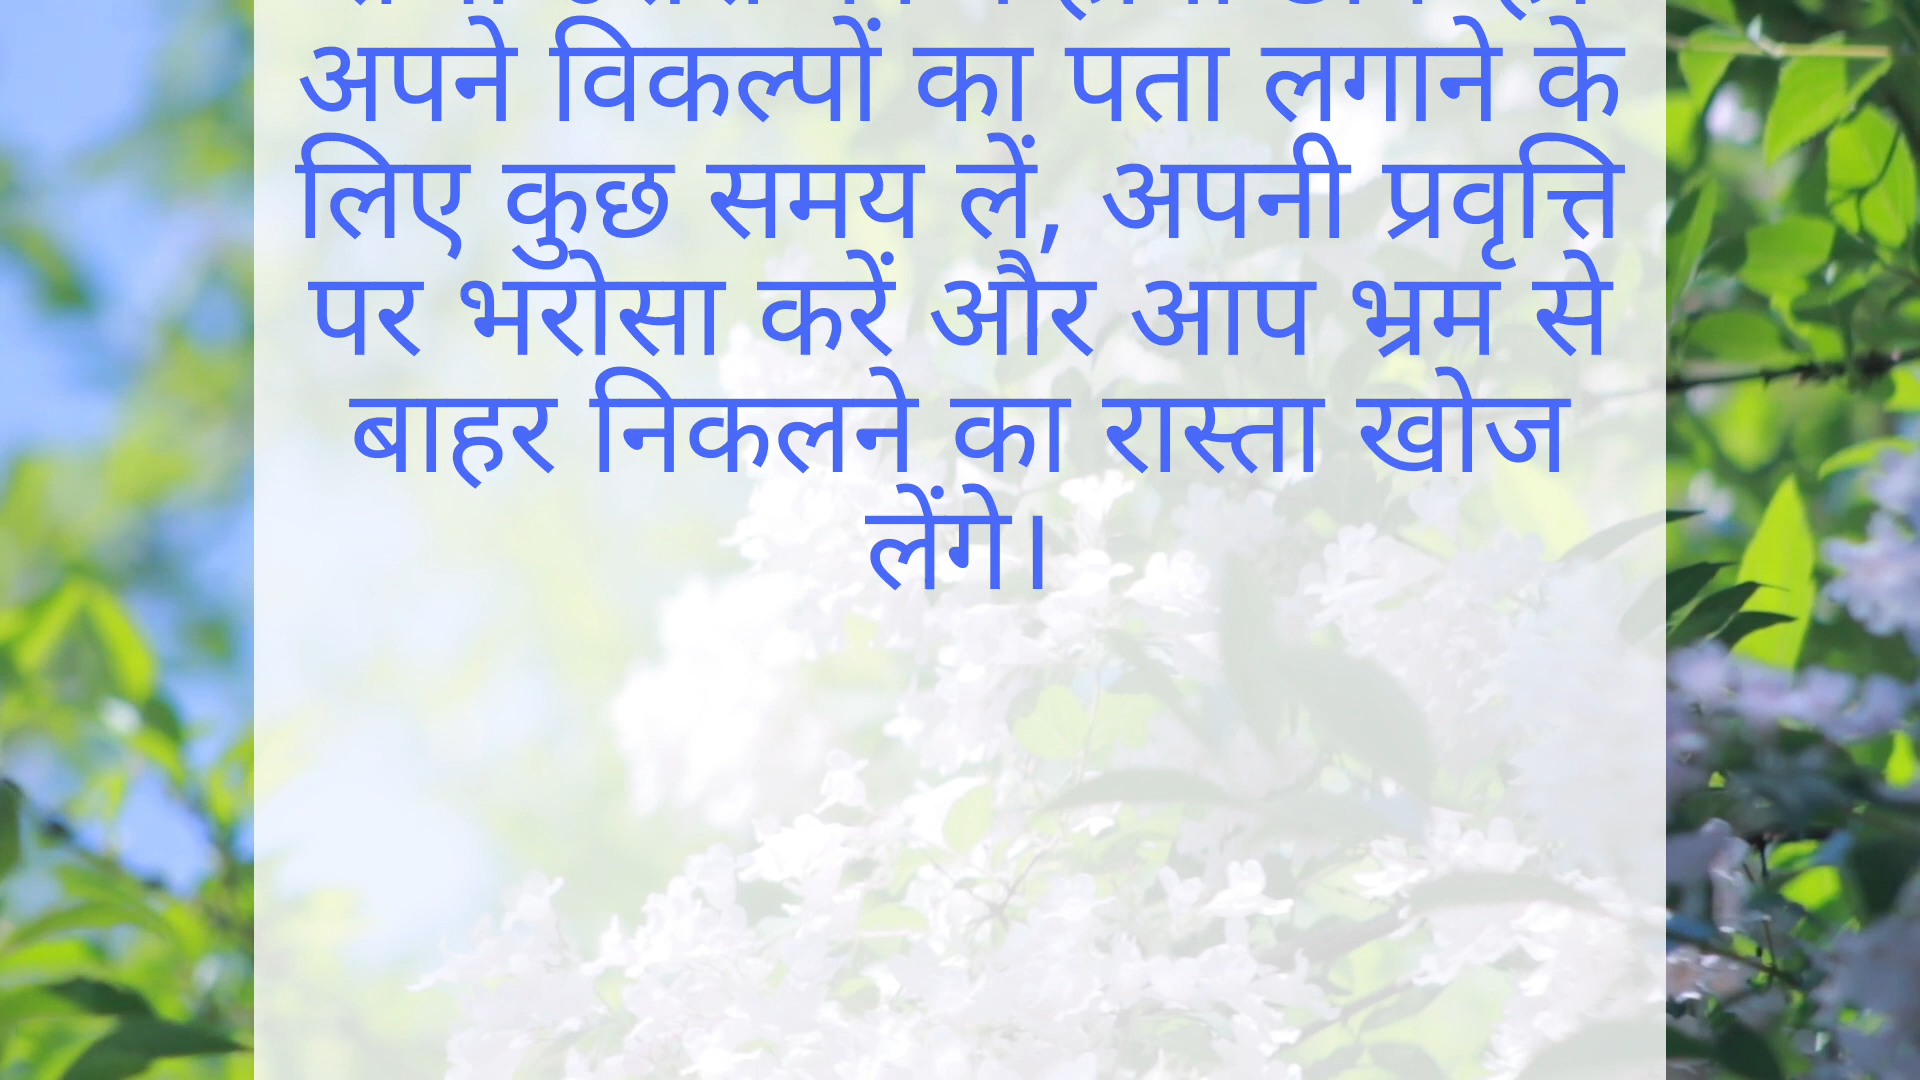 अपने विकल्पों का पता लगाने के
लिए कुछ समय लें, अपनी प्रवृत्ति
पर भरोसा करें और आप भ्रम से
बाहर निकलने का रास्ता खोज
लेंगे।